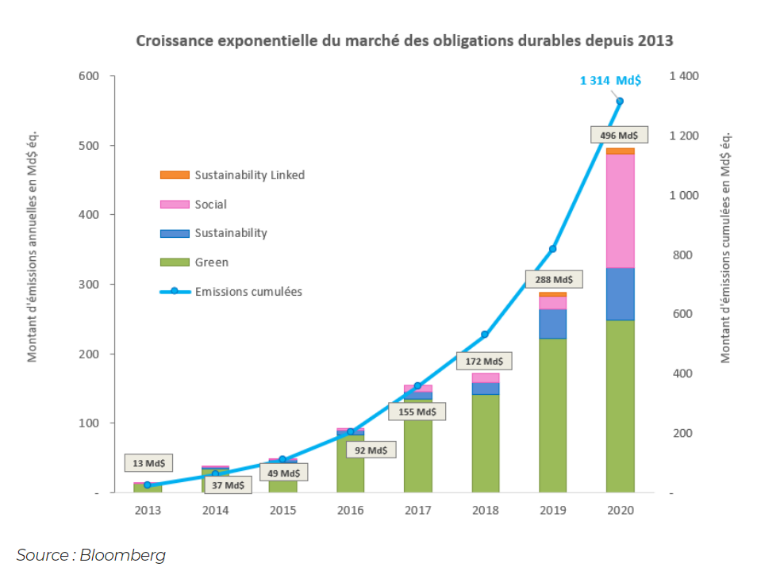 Croissance exponentielle du marché des obligations durables depuis 2013
Montant d'émissions annuelles en Md$ éq.
600
500
400
300
200
100
-
Sustainability Linked
Social
Sustainability
Green
Emissions cumulées
13 Md$
37 Md$
49 Md$
92 Md$
155 Md$
172 Md$
288 Md$
496 Md$
1 314 Md$
1 400
1 200
1 000
800
600
400
200
-
Montant d'émissions cumulées en Md$ éq.
2013 2014 2015 2016 2017 2018 2019 2020
Source : Bloomberg